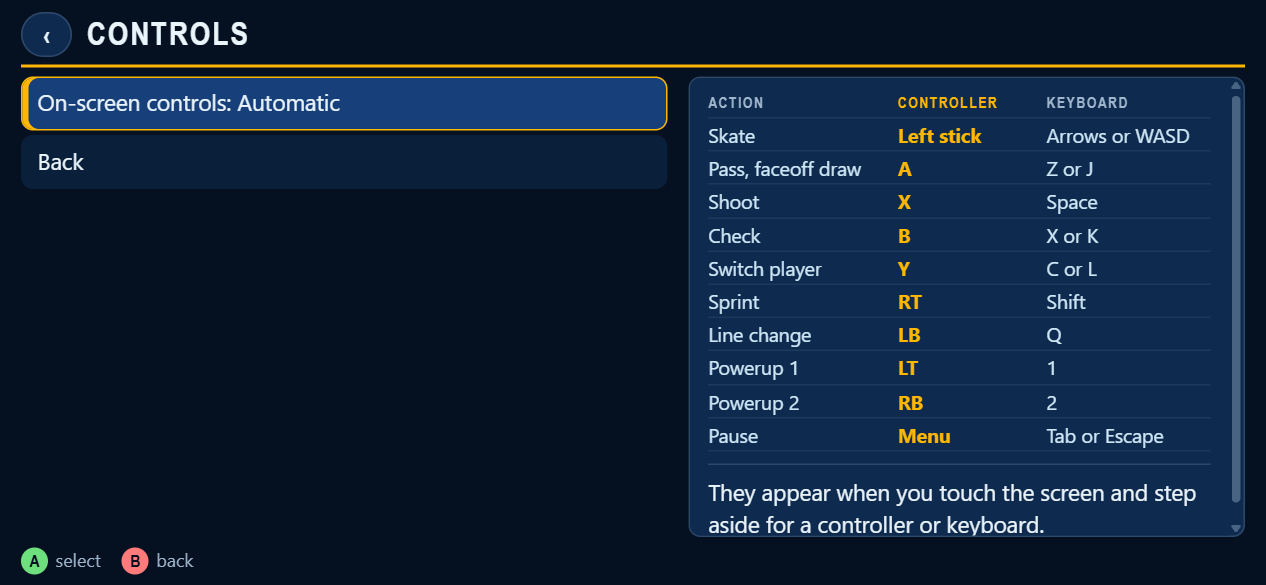 ‹ CONTROLS
On-screen controls: Automatic
Back
ACTION CONTROLLER KEYBOARD
Skate Left stick Arrows or WASD
Pass, faceoff draw A Z or J
Shoot X Space
Check B X or K
Switch player Y C or L
Sprint RT Shift
Line change LB Q
Powerup 1 LT 1
Powerup 2 RB 2
Pause Menu Tab or Escape
They appear when you touch the screen and step
aside for a controller or keyboard.
A select B back